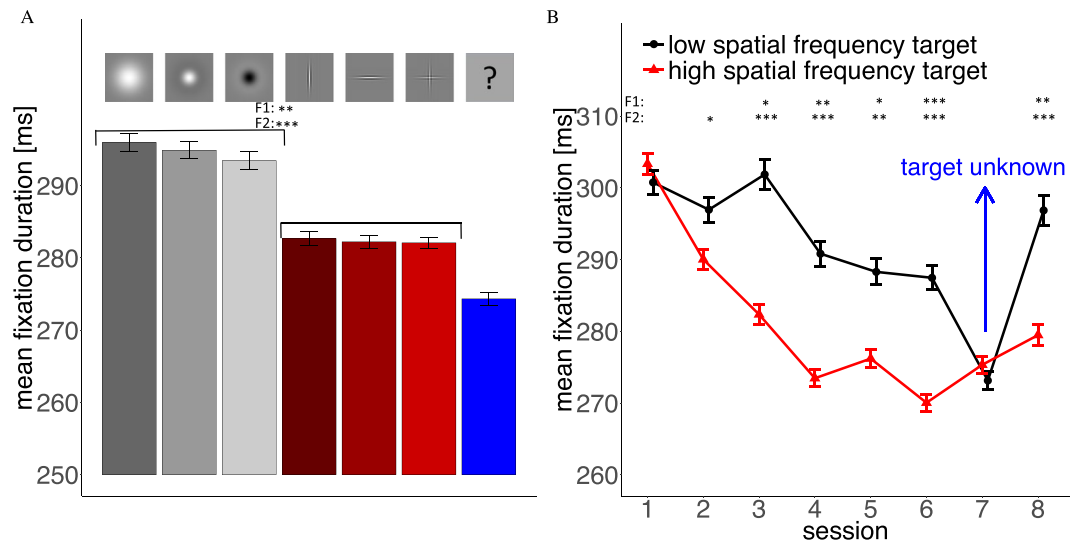 A
?
F1: **
F2: ***
mean fixation duration [ms]
290
280
270
260
250
B
low spatial frequency target
high spatial frequency target
F1: * ** * *** **
F2: * *** *** ** *** ***
target unknown
mean fixation duration [ms]
310
300
290
280
270
260
1 2 3 4 5 6 7 8
session